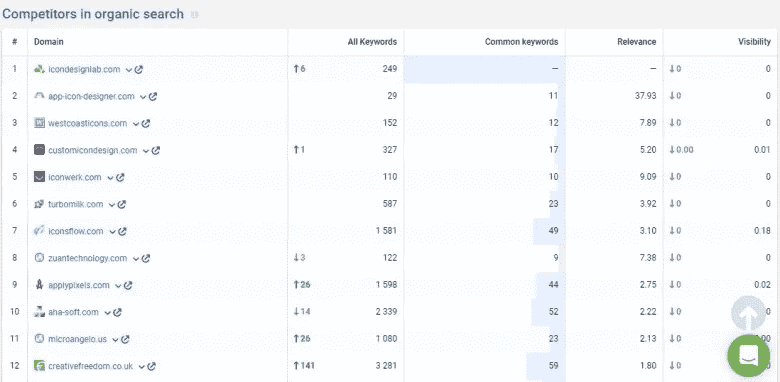 Competitors in organic search
# Domain All Keywords Common keywords Relevance Visibility
1 icondesignlab.com ↑6 249 — — ↓0 0
2 app-icon-designer.com 29 11 37.93 ↓0 0
3 westcoasticons.com 152 12 7.89 ↓0 0
4 customicondesign.com ↑1 327 17 5.20 ↓0.00 0.01
5 iconwerk.com 110 10 9.09 ↓0 0
6 turbomilk.com 587 23 3.92 ↓0 0
7 iconsflow.com 1 581 49 3.10 ↓0 0.18
8 zuantechnology.com ↓3 122 9 7.38 ↓0 0
9 applypixels.com ↑26 1 598 44 2.75 ↓0 0.02
10 aha-soft.com ↓14 2 339 52 2.22 ↓0
11 microangelo.us ↑26 1 080 23 2.13 ↓0
12 creativefreedom.co.uk ↑141 3 281 59 1.80 ↓0